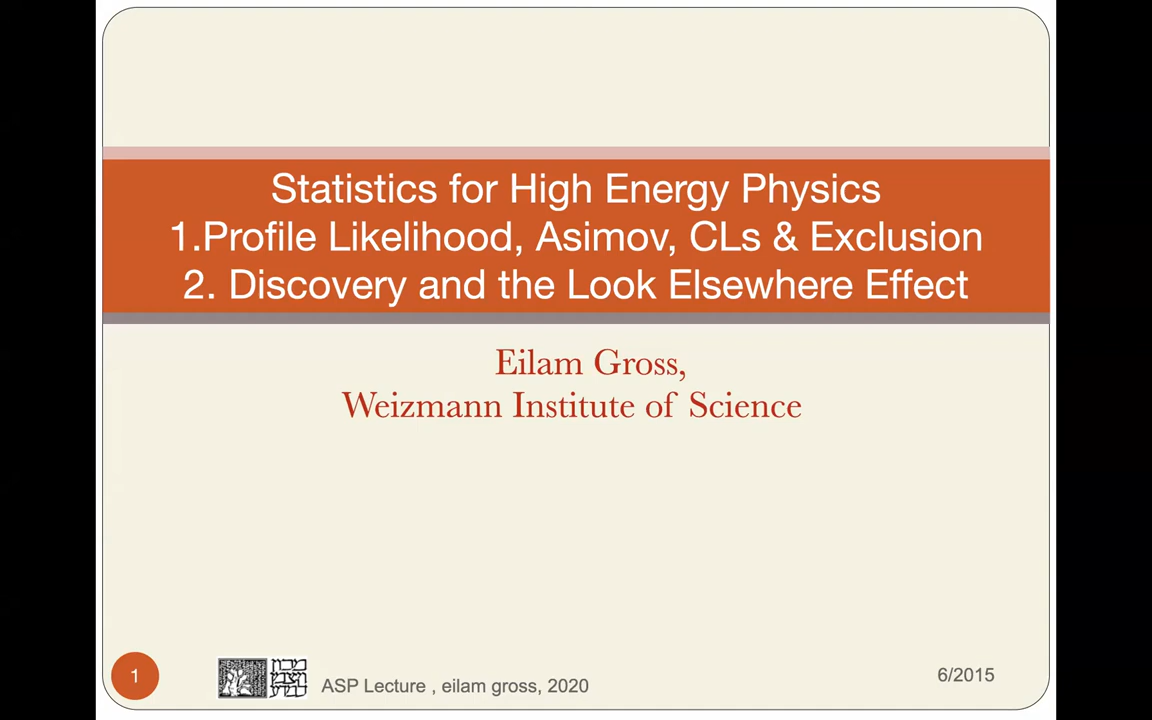 Statistics for High Energy Physics
1.Profile Likelihood, Asimov, CLs & Exclusion
2. Discovery and the Look Elsewhere Effect
Eilam Gross,
Weizmann Institute of Science
1
ASP Lecture , eilam gross, 2020
6/2015